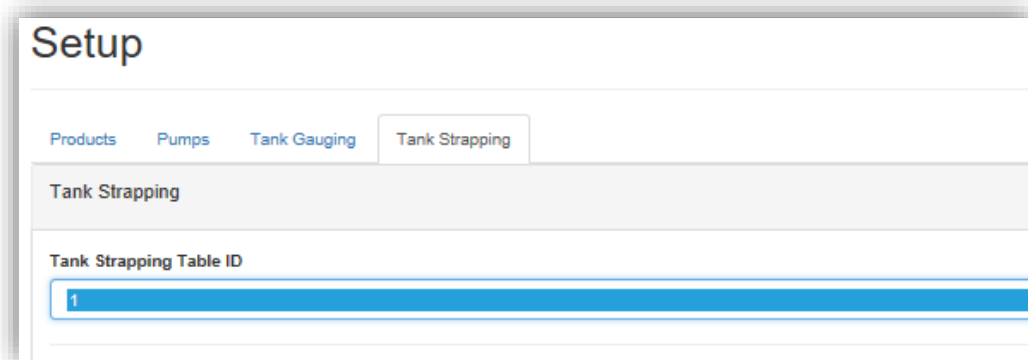 Setup
Products Pumps Tank Gauging Tank Strapping
Tank Strapping
Tank Strapping Table ID
1